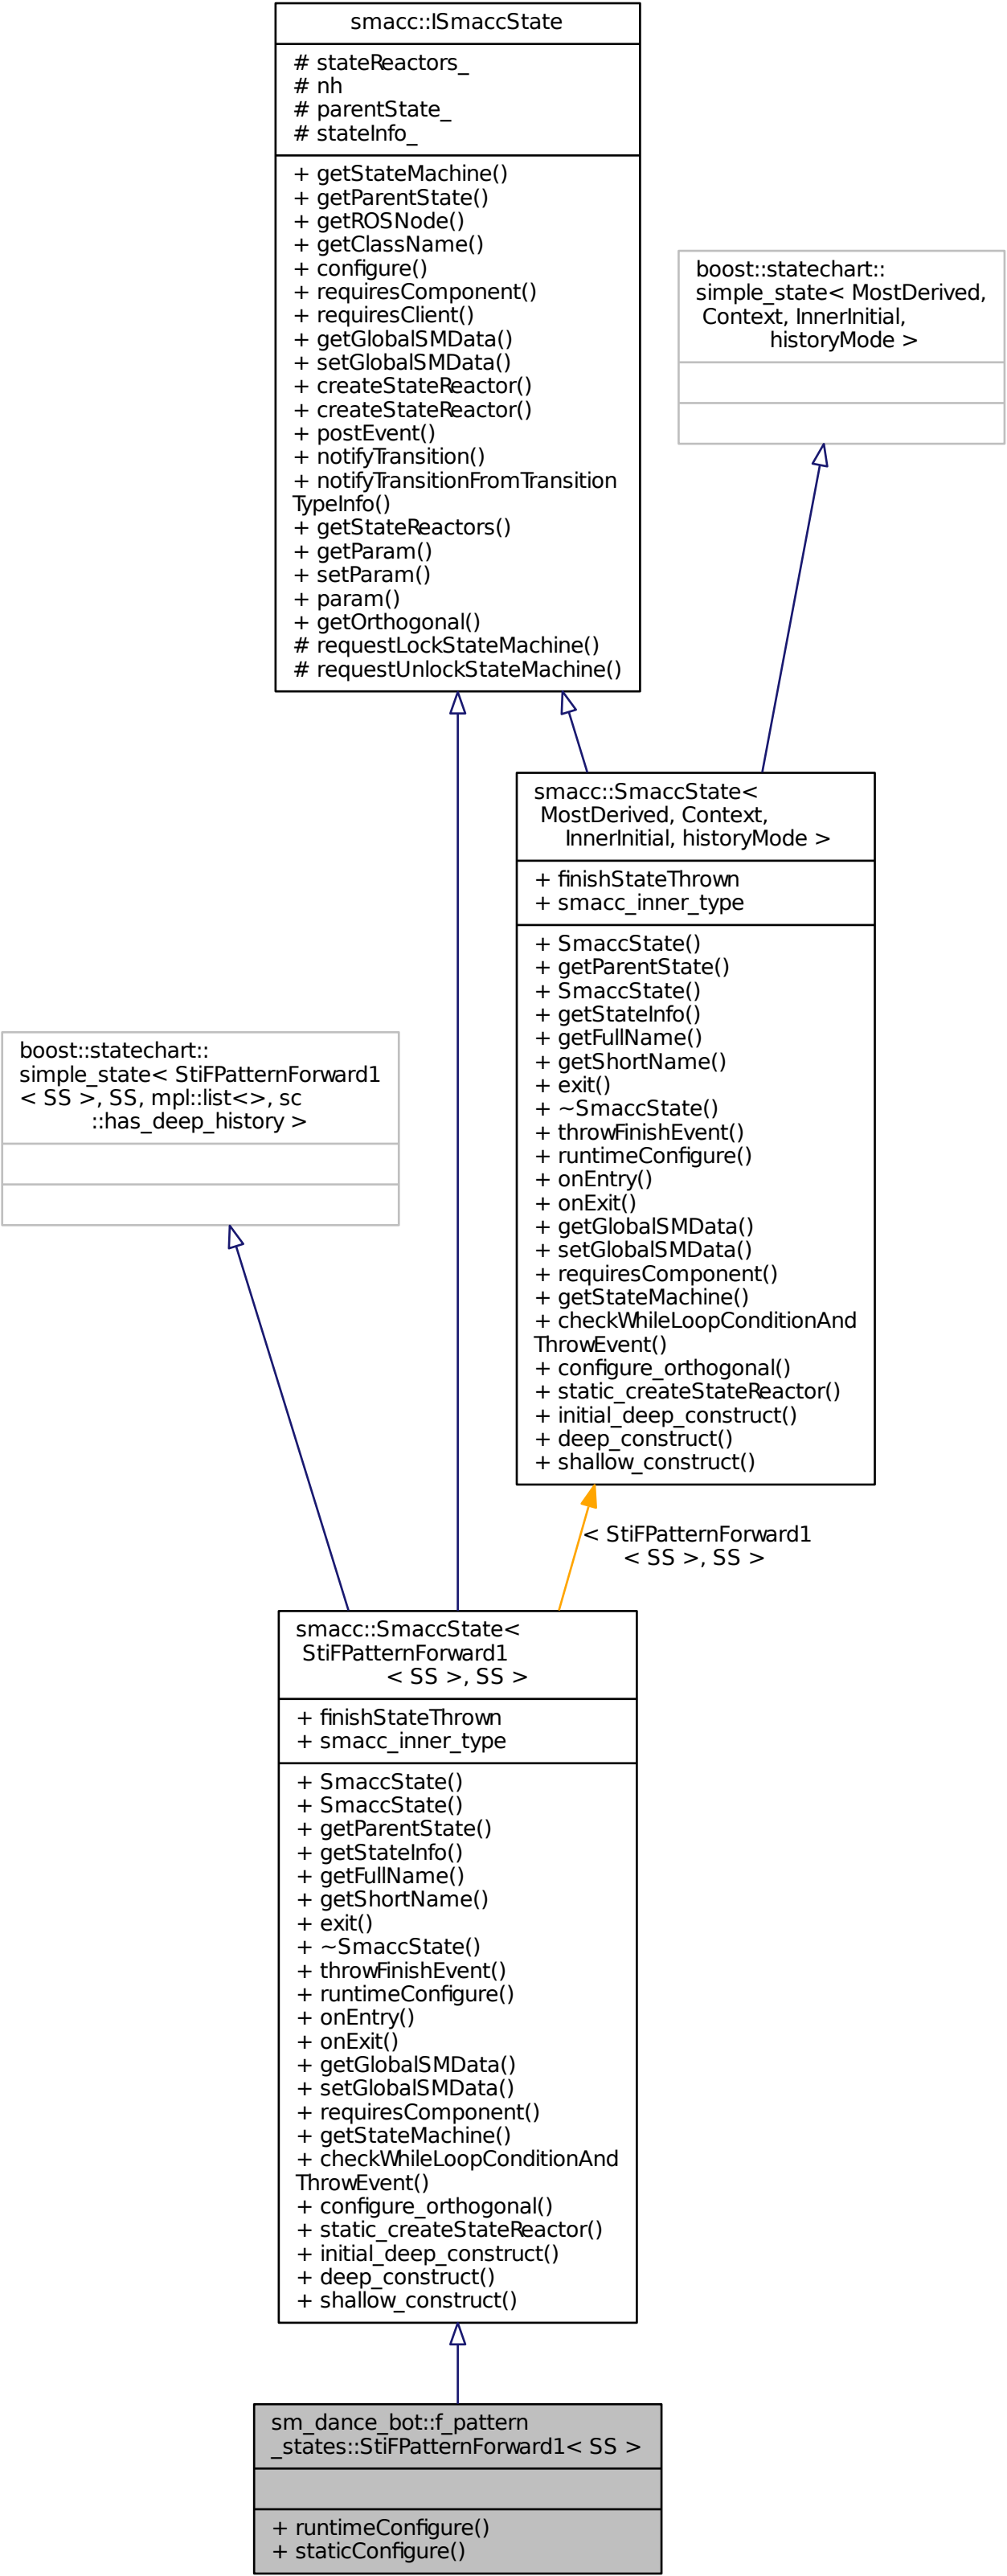 smacc::ISmaccState
# stateReactors_
# nh
# parentState_
# stateInfo_
+ getStateMachine()
+ getParentState()
+ getROSNode()
+ getClassName()
+ configure()
+ requiresComponent()
+ requiresClient()
+ getGlobalSMData()
+ setGlobalSMData()
+ createStateReactor()
+ createStateReactor()
+ postEvent()
+ notifyTransition()
+ notifyTransitionFromTransition
TypeInfo()
+ getStateReactors()
+ getParam()
+ setParam()
+ param()
+ getOrthogonal()
# requestLockStateMachine()
# requestUnlockStateMachine()
boost::statechart::
simple_state< MostDerived,
Context, InnerInitial,
historyMode >
smacc::SmaccState<
MostDerived, Context,
InnerInitial, historyMode >
+ finishStateThrown
+ smacc_inner_type
+ SmaccState()
+ getParentState()
+ SmaccState()
+ getStateInfo()
+ getFullName()
+ getShortName()
+ exit()
+ ~SmaccState()
+ throwFinishEvent()
+ runtimeConfigure()
+ onEntry()
+ onExit()
+ getGlobalSMData()
+ setGlobalSMData()
+ requiresComponent()
+ getStateMachine()
+ checkWhileLoopConditionAnd
ThrowEvent()
+ configure_orthogonal()
+ static_createStateReactor()
+ initial_deep_construct()
+ deep_construct()
+ shallow_construct()
boost::statechart::
simple_state< StiFPatternForward1
< SS >, SS, mpl::list<>, sc
::has_deep_history >
< StiFPatternForward1
< SS >, SS >
smacc::SmaccState<
StiFPatternForward1
< SS >, SS >
+ finishStateThrown
+ smacc_inner_type
+ SmaccState()
+ SmaccState()
+ getParentState()
+ getStateInfo()
+ getFullName()
+ getShortName()
+ exit()
+ ~SmaccState()
+ throwFinishEvent()
+ runtimeConfigure()
+ onEntry()
+ onExit()
+ getGlobalSMData()
+ setGlobalSMData()
+ requiresComponent()
+ getStateMachine()
+ checkWhileLoopConditionAnd
ThrowEvent()
+ configure_orthogonal()
+ static_createStateReactor()
+ initial_deep_construct()
+ deep_construct()
+ shallow_construct()
sm_dance_bot::f_pattern
_states::StiFPatternForward1< SS >
+ runtimeConfigure()
+ staticConfigure()